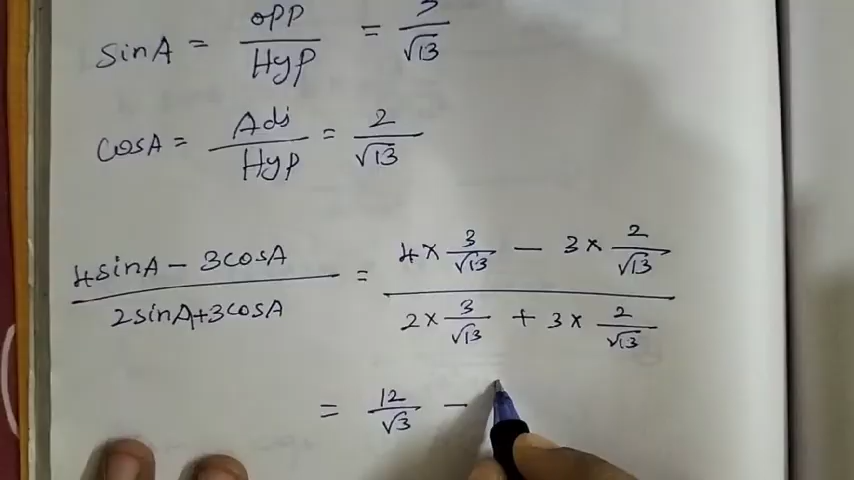 SinA = opp/Hyp = 3/√13
cosA = Adj/Hyp = 2/√13
4sinA - 3cosA / 2sinA+3cosA = 4× 3/√13 - 3× 2/√13 / 2× 3/√13 + 3× 2/√13
= 12/√3 -